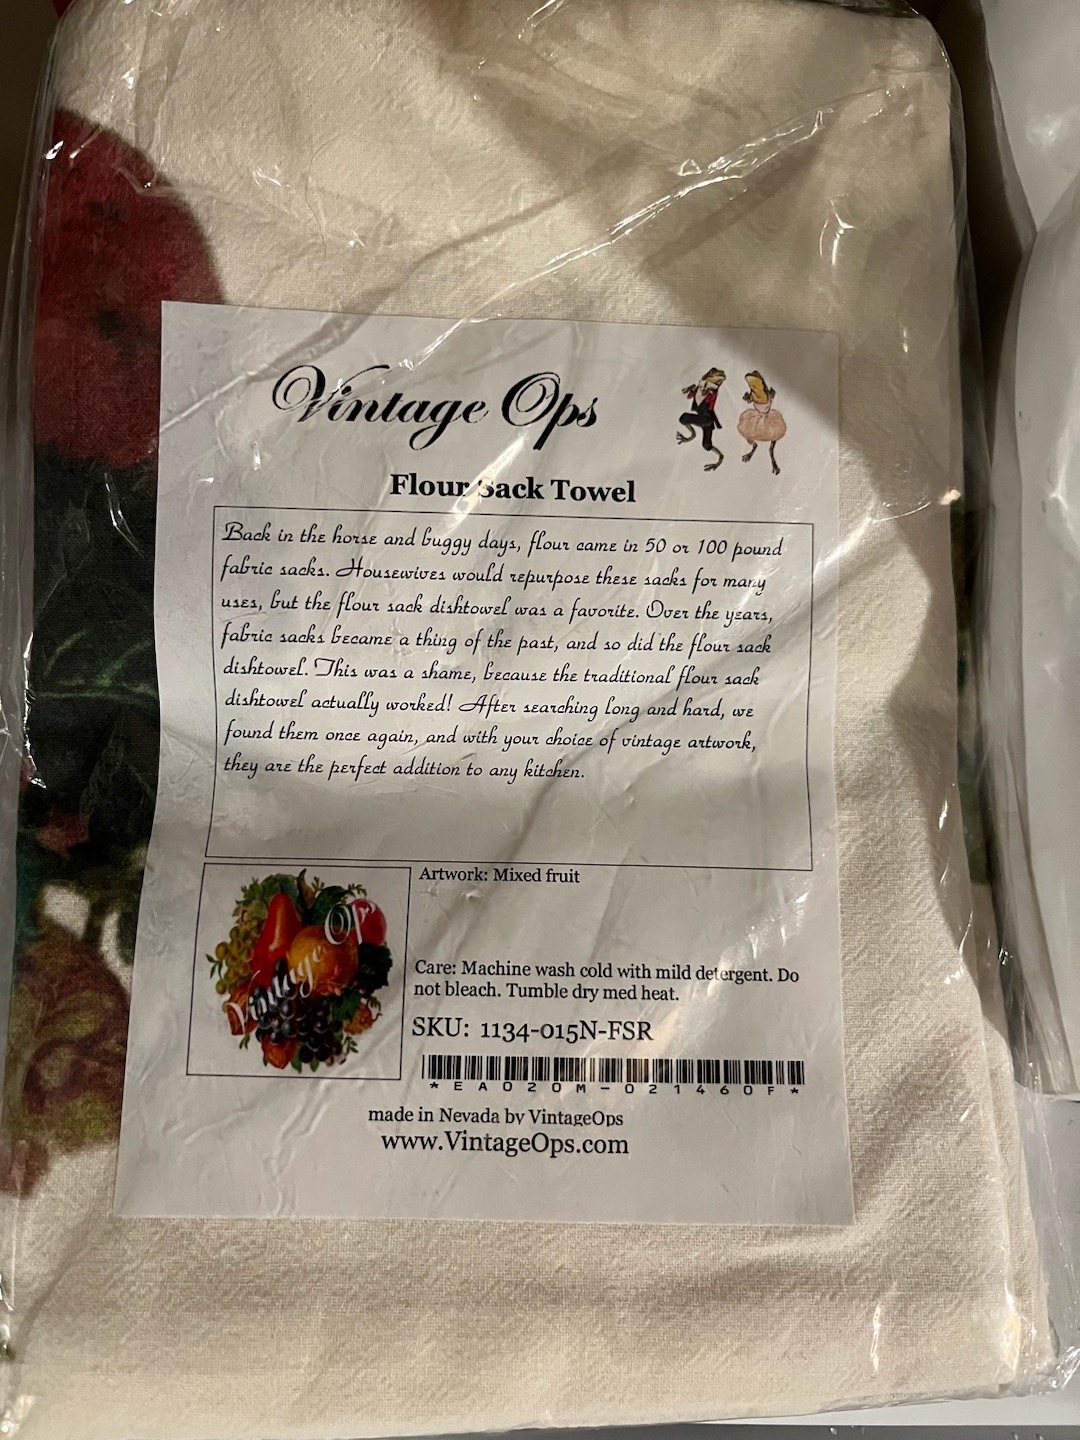 Vintage Ops
Flour Sack Towel
Back in the horse and buggy days, flour came in 50 or 100 pound
fabric sacks. Housewives would repurpose these sacks for many
uses, but the flour sack dishtowel was a favorite. Over the years,
fabric sacks became a thing of the past, and so did the flour sack
dishtowel. This was a shame, because the traditional flour sack
dishtowel actually worked! After searching long and hard, we
found them once again, and with your choice of vintage artwork,
they are the perfect addition to any kitchen.
Artwork: Mixed fruit
Vintage Op
Care: Machine wash cold with mild detergent. Do
not bleach. Tumble dry med heat.
SKU: 1134-015N-FSR
*EA020M-021460F*
made in Nevada by VintageOps
www.VintageOps.com